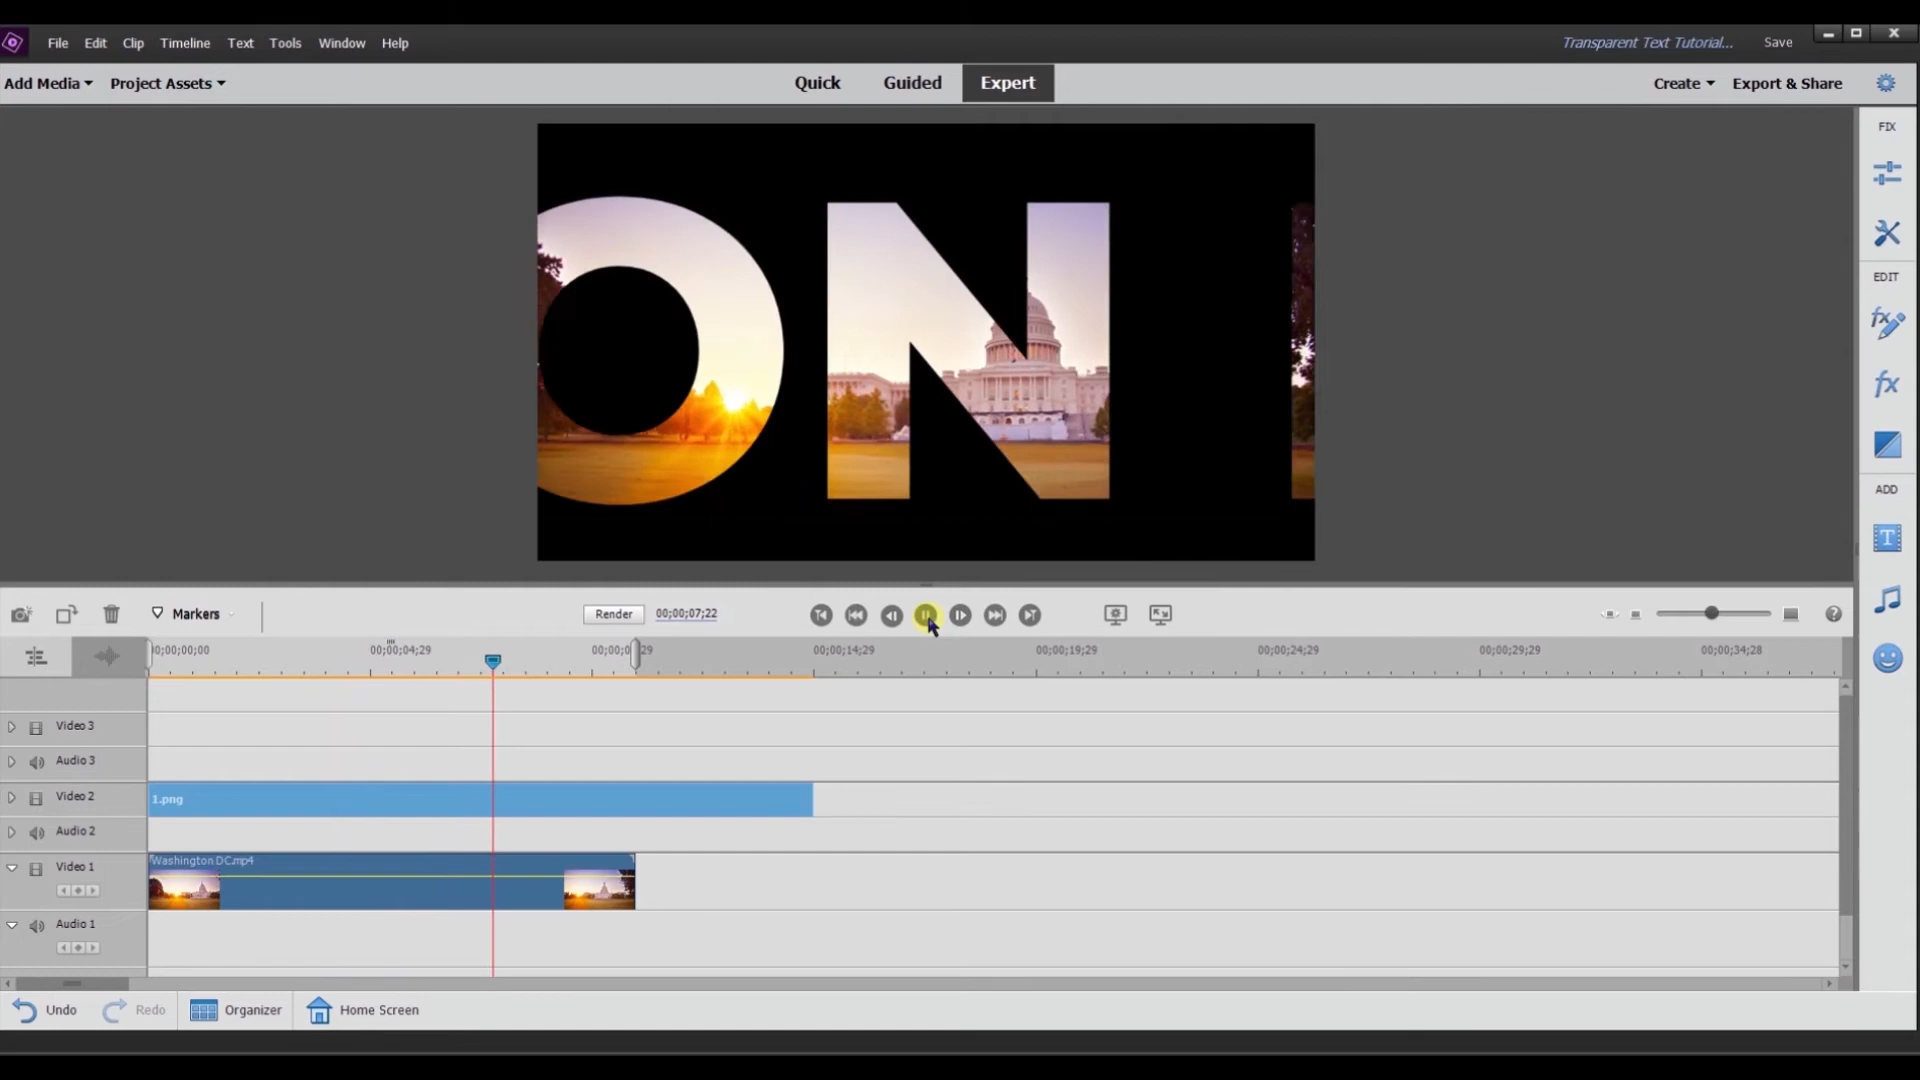 File Edit Clip Timeline Text Tools Window Help
Transparent Text Tutorial... Save
Add Media Project Assets
Quick Guided Expert
Create Export & Share
FIX
EDIT
ADD
ON
Markers
Render 00;00;07;22
00;00;04;29 00;00;14;29 00;00;19;29 00;00;24;29 00;00;29;29 00;00;34;28
Video 3
Audio 3
Video 2
1.png
Audio 2
Video 1
Washington DC.mp4
Audio 1
Undo Redo Organizer Home Screen